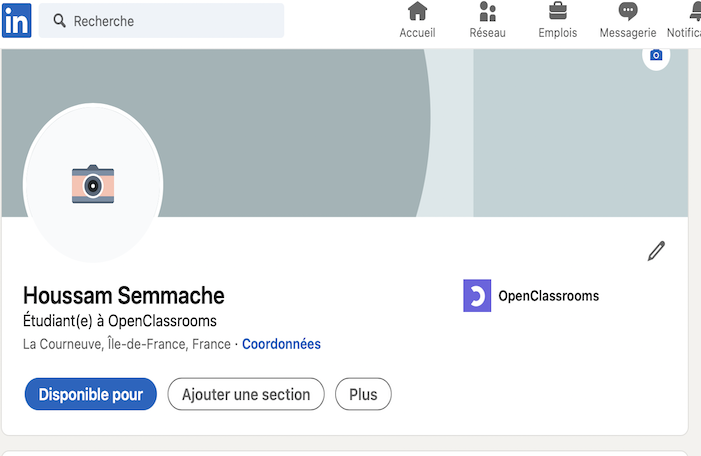 in
Recherche
Accueil
Réseau
Emplois
Messagerie
Notifica
Houssam Semmache
OpenClassrooms
Étudiant(e) à OpenClassrooms
La Courneuve, Île-de-France, France · Coordonnées
Disponible pour
Ajouter une section
Plus